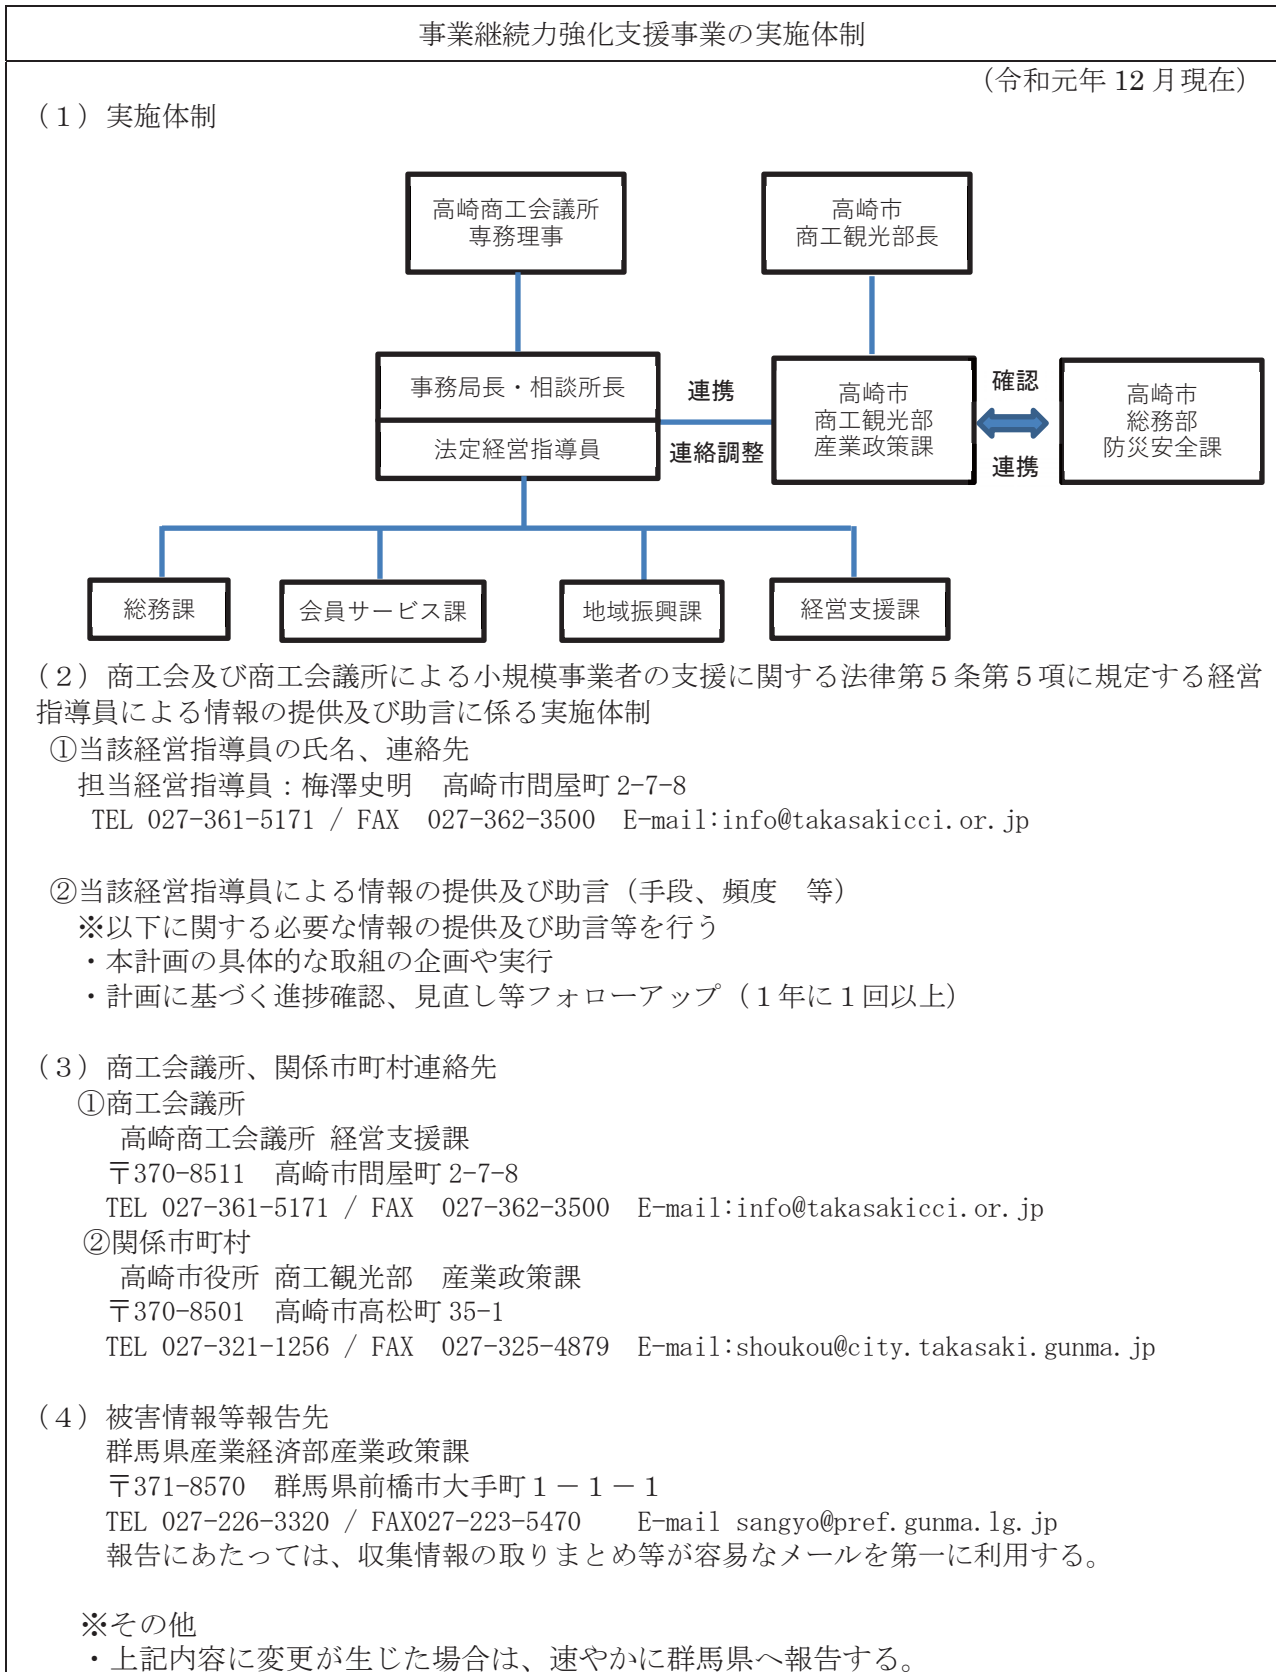 事業継続力強化支援事業の実施体制
（令和元年 12 月現在）
（１）実施体制
高崎商工会議所
専務理事
高崎市
商工観光部長
事務局長・相談所長
法定経営指導員
連携
連絡調整
高崎市
商工観光部
産業政策課
確認
連携
高崎市
総務部
防災安全課
総務課
会員サービス課
地域振興課
経営支援課
（２）商工会及び商工会議所による小規模事業者の支援に関する法律第５条第５項に規定する経営
指導員による情報の提供及び助言に係る実施体制
①当該経営指導員の氏名、連絡先
担当経営指導員：梅澤史明　高崎市問屋町 2-7-8
TEL 027-361-5171 / FAX　027-362-3500　E-mail:info@takasakicci.or.jp
②当該経営指導員による情報の提供及び助言（手段、頻度　等）
※以下に関する必要な情報の提供及び助言等を行う
・本計画の具体的な取組の企画や実行
・計画に基づく進捗確認、見直し等フォローアップ（１年に１回以上）
（３）商工会議所、関係市町村連絡先
①商工会議所
高崎商工会議所 経営支援課
〒370-8511　高崎市問屋町 2-7-8
TEL 027-361-5171 / FAX　027-362-3500　E-mail:info@takasakicci.or.jp
②関係市町村
高崎市役所 商工観光部　産業政策課
〒370-8501　高崎市高松町 35-1
TEL 027-321-1256 / FAX　027-325-4879　E-mail:shoukou@city.takasaki.gunma.jp
（４）被害情報等報告先
群馬県産業経済部産業政策課
〒371-8570　群馬県前橋市大手町１－１－１
TEL 027-226-3320 / FAX027-223-5470　　E-mail sangyo@pref.gunma.lg.jp
報告にあたっては、収集情報の取りまとめ等が容易なメールを第一に利用する。
※その他
・上記内容に変更が生じた場合は、速やかに群馬県へ報告する。